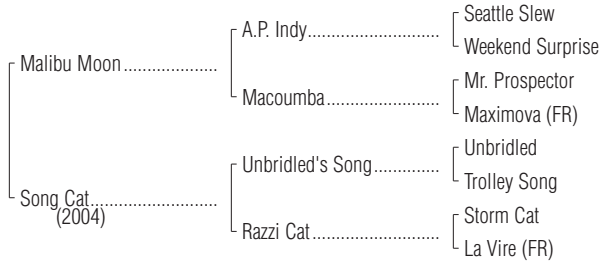 Seattle Slew
A.P. Indy........................................
Weekend Surprise
Malibu Moon.....................
Mr. Prospector
Macoumba..................................
Maximova (FR)
Unbridled
Unbridled's Song..............
Trolley Song
Song Cat...............................
(2004)
Storm Cat
Razzi Cat.......................................
La Vire (FR)